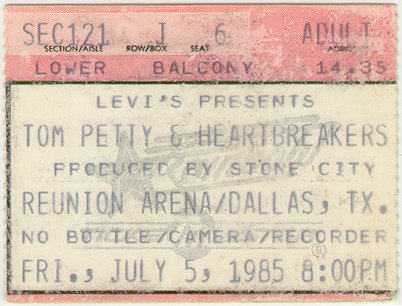 SEC121 J 6 ADULT
SECTION/AISLE ROW/BOX SEAT ADMISSION
LOWER BALCONY 14.35
LEVI'S PRESENTS
TOM PETTY & HEARTBREAKERS
PRODUCED BY STONE CITY
REUNION ARENA/DALLAS, TX.
NO BOTTLE/CAMERA/RECORDER
FRI., JULY 5, 1985 8:00PM